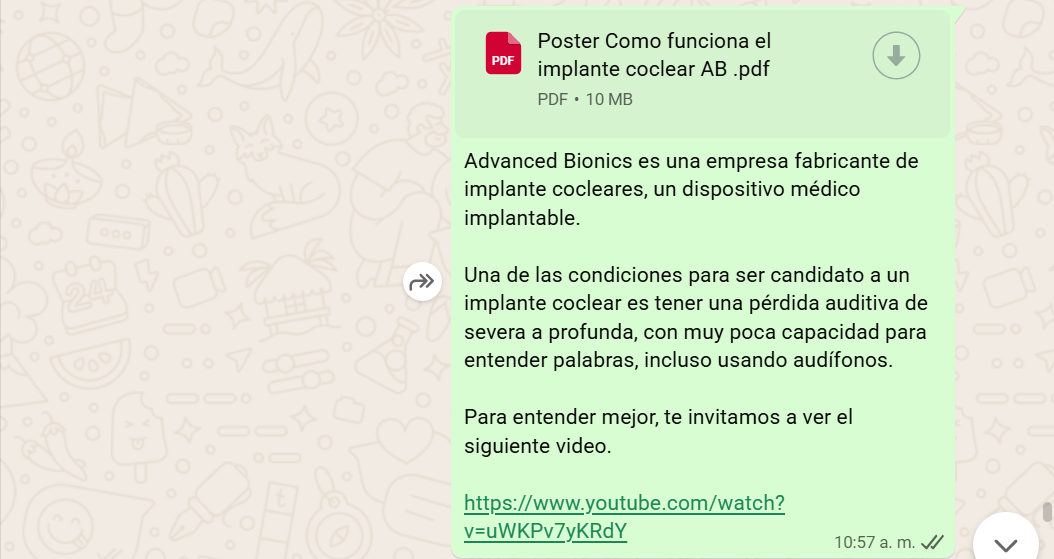 PDF
Poster Como funciona el
implante coclear AB .pdf
PDF • 10 MB
Advanced Bionics es una empresa fabricante de
implante cocleares, un dispositivo médico
implantable.
Una de las condiciones para ser candidato a un
implante coclear es tener una pérdida auditiva de
severa a profunda, con muy poca capacidad para
entender palabras, incluso usando audífonos.
Para entender mejor, te invitamos a ver el
siguiente video.
https://www.youtube.com/watch?
v=uWKPv7yKRdY
10:57 a. m.
24